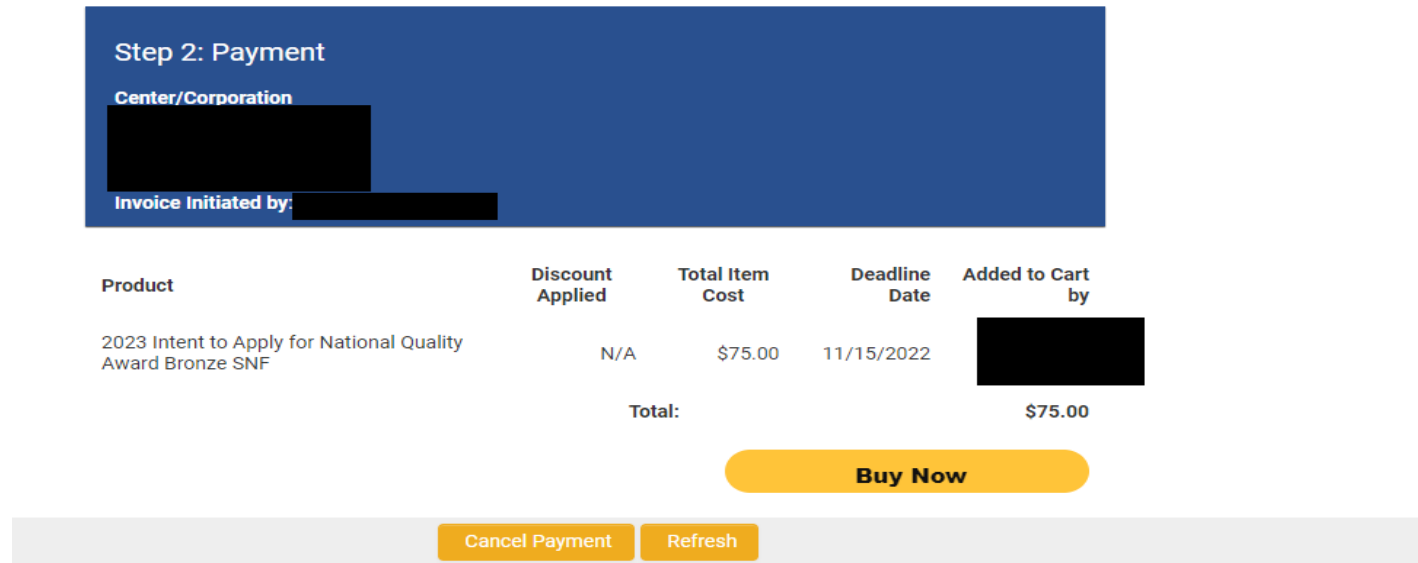 Step 2: Payment
Center/Corporation
Invoice Initiated by:
Product
Discount Applied
Total Item Cost
Deadline Date
Added to Cart by
2023 Intent to Apply for National Quality
Award Bronze SNF
N/A
$75.00
11/15/2022
Total:
$75.00
Buy Now
Cancel Payment
Refresh